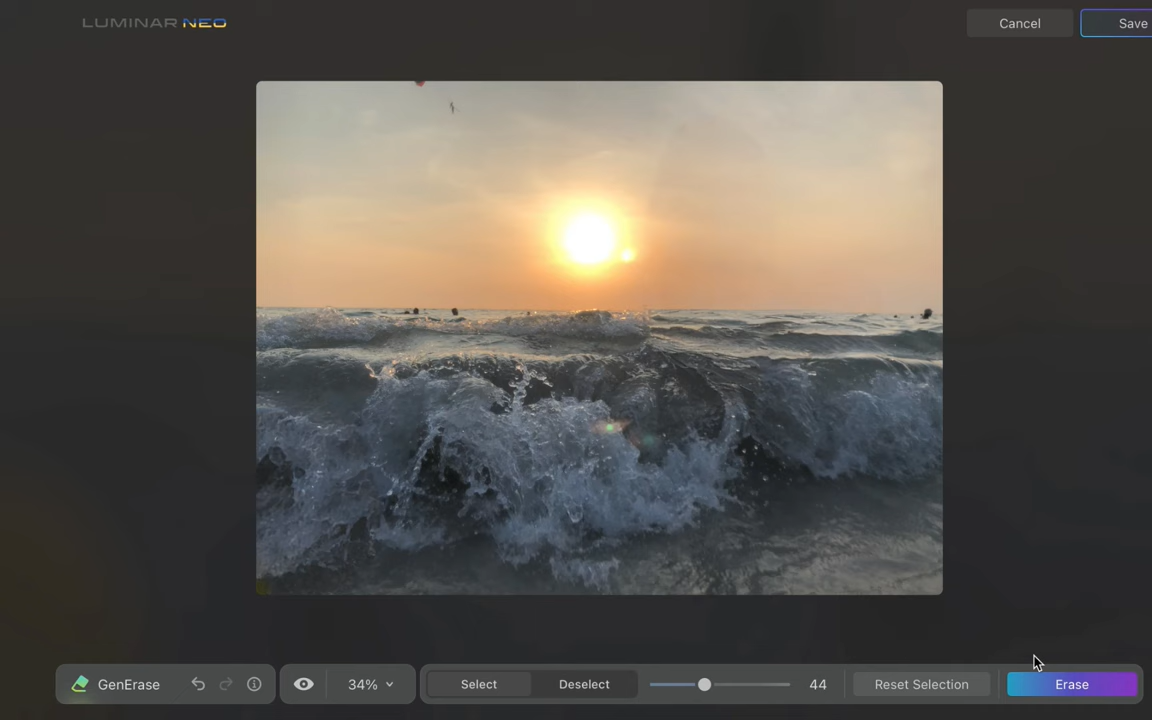 LUMINAR NEO
Cancel
Save
GenErase
34%
Select
Deselect
44
Reset Selection
Erase